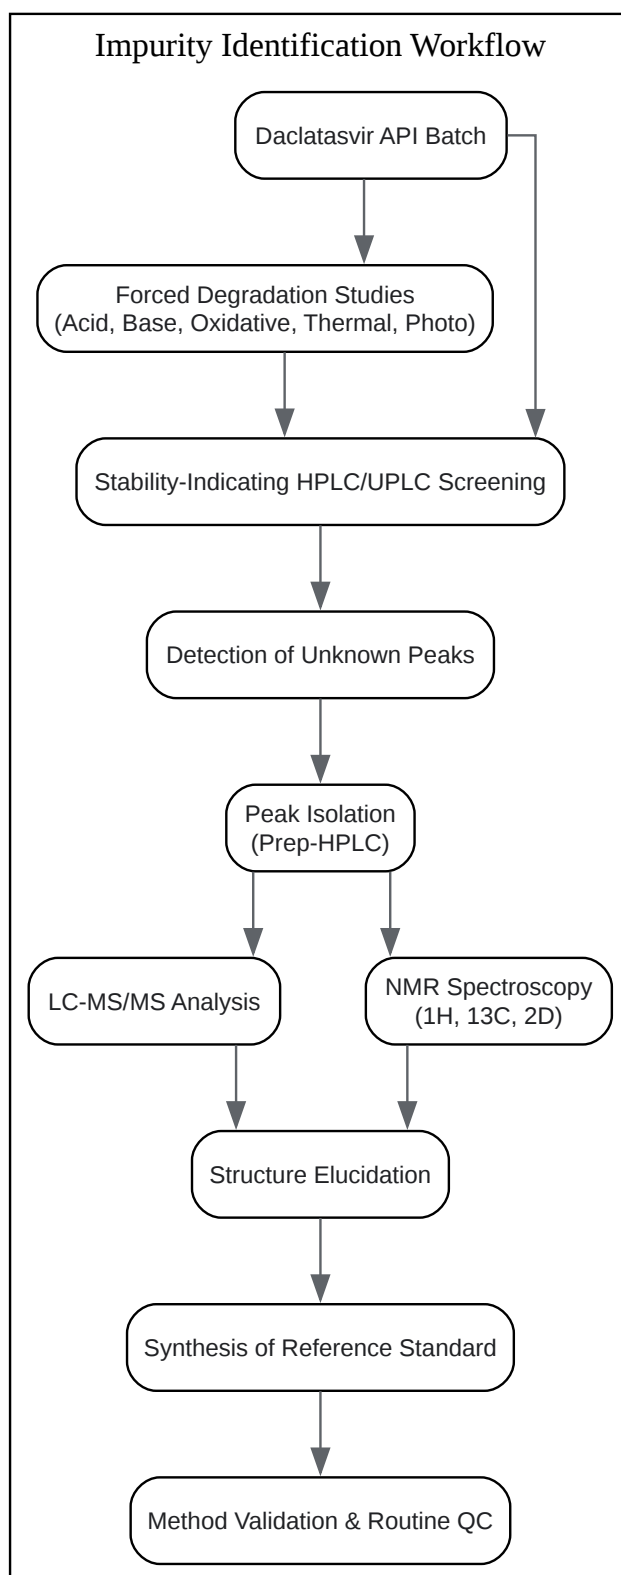 Impurity Identification Workflow
Daclatasvir API Batch
Forced Degradation Studies
(Acid, Base, Oxidative, Thermal, Photo)
Stability-Indicating HPLC/UPLC Screening
Detection of Unknown Peaks
Peak Isolation
(Prep-HPLC)
LC-MS/MS Analysis
NMR Spectroscopy
(1H, 13C, 2D)
Structure Elucidation
Synthesis of Reference Standard
Method Validation & Routine QC